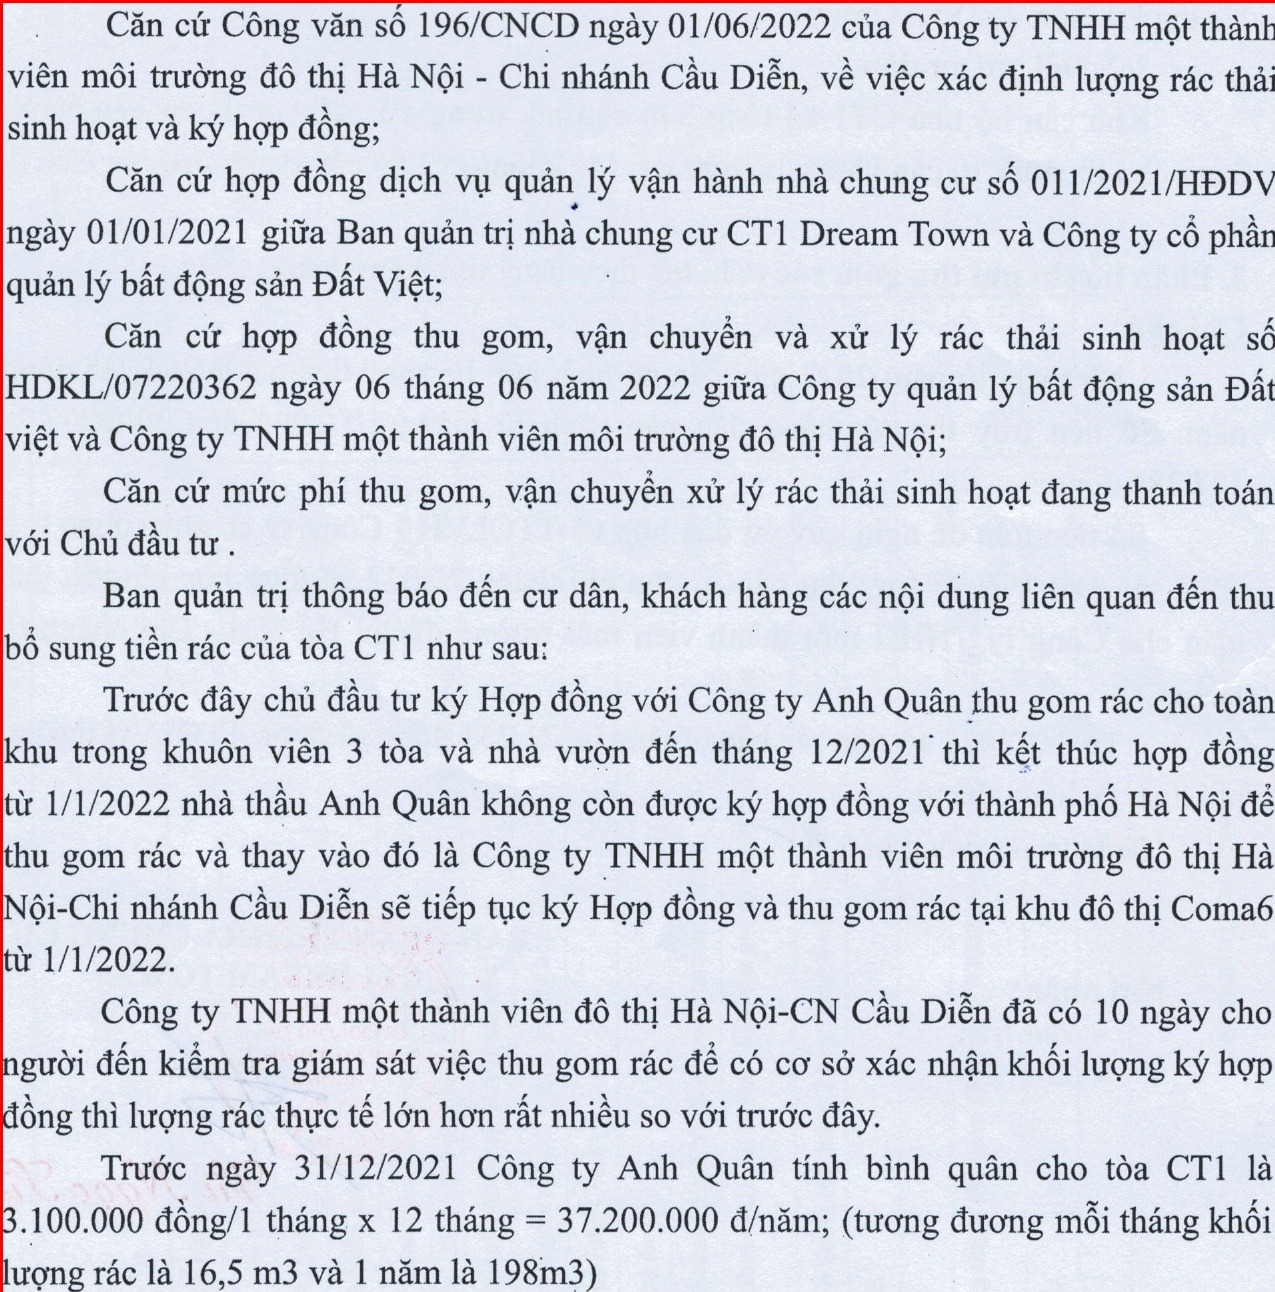 Căn cứ Công văn số 196/CNCD ngày 01/06/2022 của Công ty TNHH một thành
viên môi trường đô thị Hà Nội - Chi nhánh Cầu Diễn, về việc xác định lượng rác thải
sinh hoạt và ký hợp đồng;
Căn cứ hợp đồng dịch vụ quản lý vận hành nhà chung cư số 011/2021/HĐDV
ngày 01/01/2021 giữa Ban quản trị nhà chung cư CT1 Dream Town và Công ty cổ phần
quản lý bất động sản Đất Việt;
Căn cứ hợp đồng thu gom, vận chuyển và xử lý rác thải sinh hoạt số
HDKL/07220362 ngày 06 tháng 06 năm 2022 giữa Công ty quản lý bất động sản Đất
việt và Công ty TNHH một thành viên môi trường đô thị Hà Nội;
Căn cứ mức phí thu gom, vận chuyển xử lý rác thải sinh hoạt đang thanh toán
với Chủ đầu tư .
Ban quản trị thông báo đến cư dân, khách hàng các nội dung liên quan đến thu
bổ sung tiền rác của tòa CT1 như sau:
Trước đây chủ đầu tư ký Hợp đồng với Công ty Anh Quân thu gom rác cho toàn
khu trong khuôn viên 3 tòa và nhà vườn đến tháng 12/2021 thì kết thúc hợp đồng
từ 1/1/2022 nhà thầu Anh Quân không còn được ký hợp đồng với thành phố Hà Nội để
thu gom rác và thay vào đó là Công ty TNHH một thành viên môi trường đô thị Hà
Nội-Chi nhánh Cầu Diễn sẽ tiếp tục ký Hợp đồng và thu gom rác tại khu đô thị Coma6
từ 1/1/2022.
Công ty TNHH một thành viên đô thị Hà Nội-CN Cầu Diễn đã có 10 ngày cho
người đến kiểm tra giám sát việc thu gom rác để có cơ sở xác nhận khối lượng ký hợp
đồng thì lượng rác thực tế lớn hơn rất nhiều so với trước đây.
Trước ngày 31/12/2021 Công ty Anh Quân tính bình quân cho tòa CT1 là
3.100.000 đồng/1 tháng x 12 tháng = 37.200.000 đ/năm; (tương đương mỗi tháng khối
lượng rác là 16,5 m3 và 1 năm là 198m3)